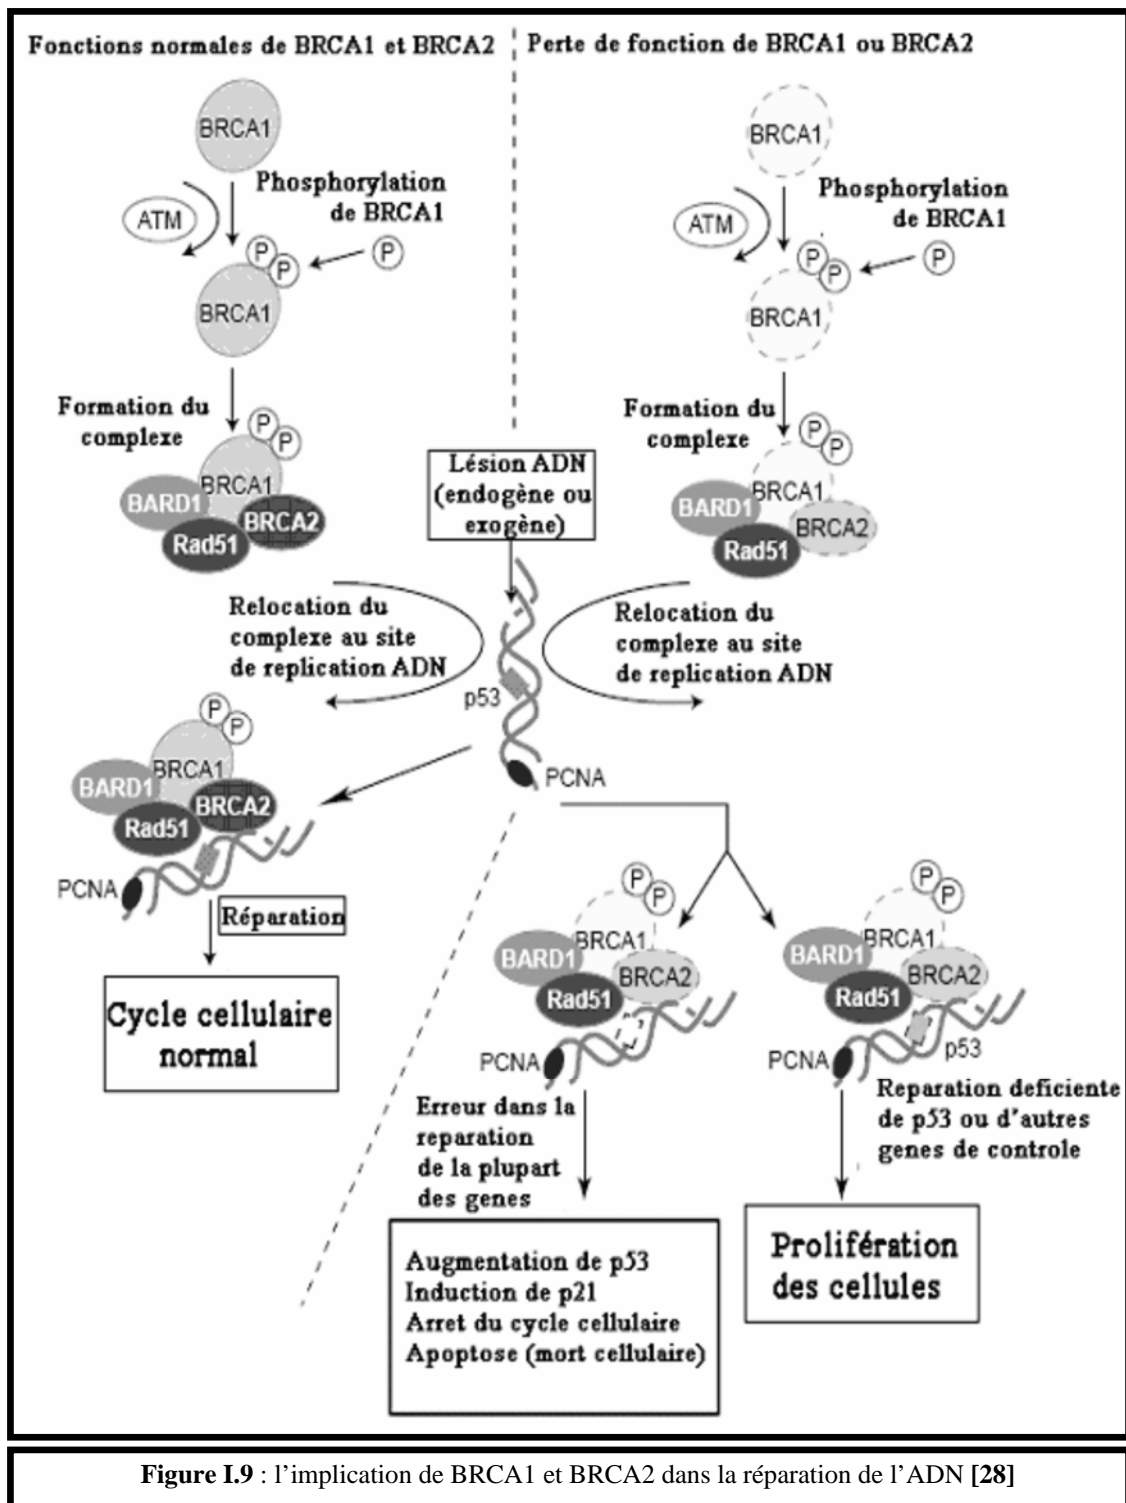 Fonctions normales de BRCA1 et BRCA2
Perte de fonction de BRCA1 ou BRCA2
BRCA1
ATM
Phosphorylation
de BRCA1
P
P
P
BRCA1
Formation du
complexe
P
P
BRCA1
BARD1
BRCA2
Rad51
BRCA1
ATM
Phosphorylation
de BRCA1
P
P
P
BRCA1
Formation du
complexe
P
P
BRCA1
BARD1
BRCA2
Rad51
Lésion ADN
(endogène ou
exogène)
Relocation du
complexe au site
de replication ADN
Relocation du
complexe au site
de replication ADN
p53
PCNA
P
P
BRCA1
BARD1
BRCA2
Rad51
PCNA
Réparation
Cycle cellulaire
normal
P
P
BRCA1
BARD1
BRCA2
Rad51
PCNA
Erreur dans la
reparation
de la plupart
des genes
Augmentation de p53
Induction de p21
Arret du cycle cellulaire
Apoptose (mort cellulaire)
P
P
BRCA1
BARD1
BRCA2
Rad51
p53
PCNA
Reparation deficiente
de p53 ou d'autres
genes de controle
Prolifération
des cellules
Figure I.9 : l'implication de BRCA1 et BRCA2 dans la réparation de l'ADN [28]